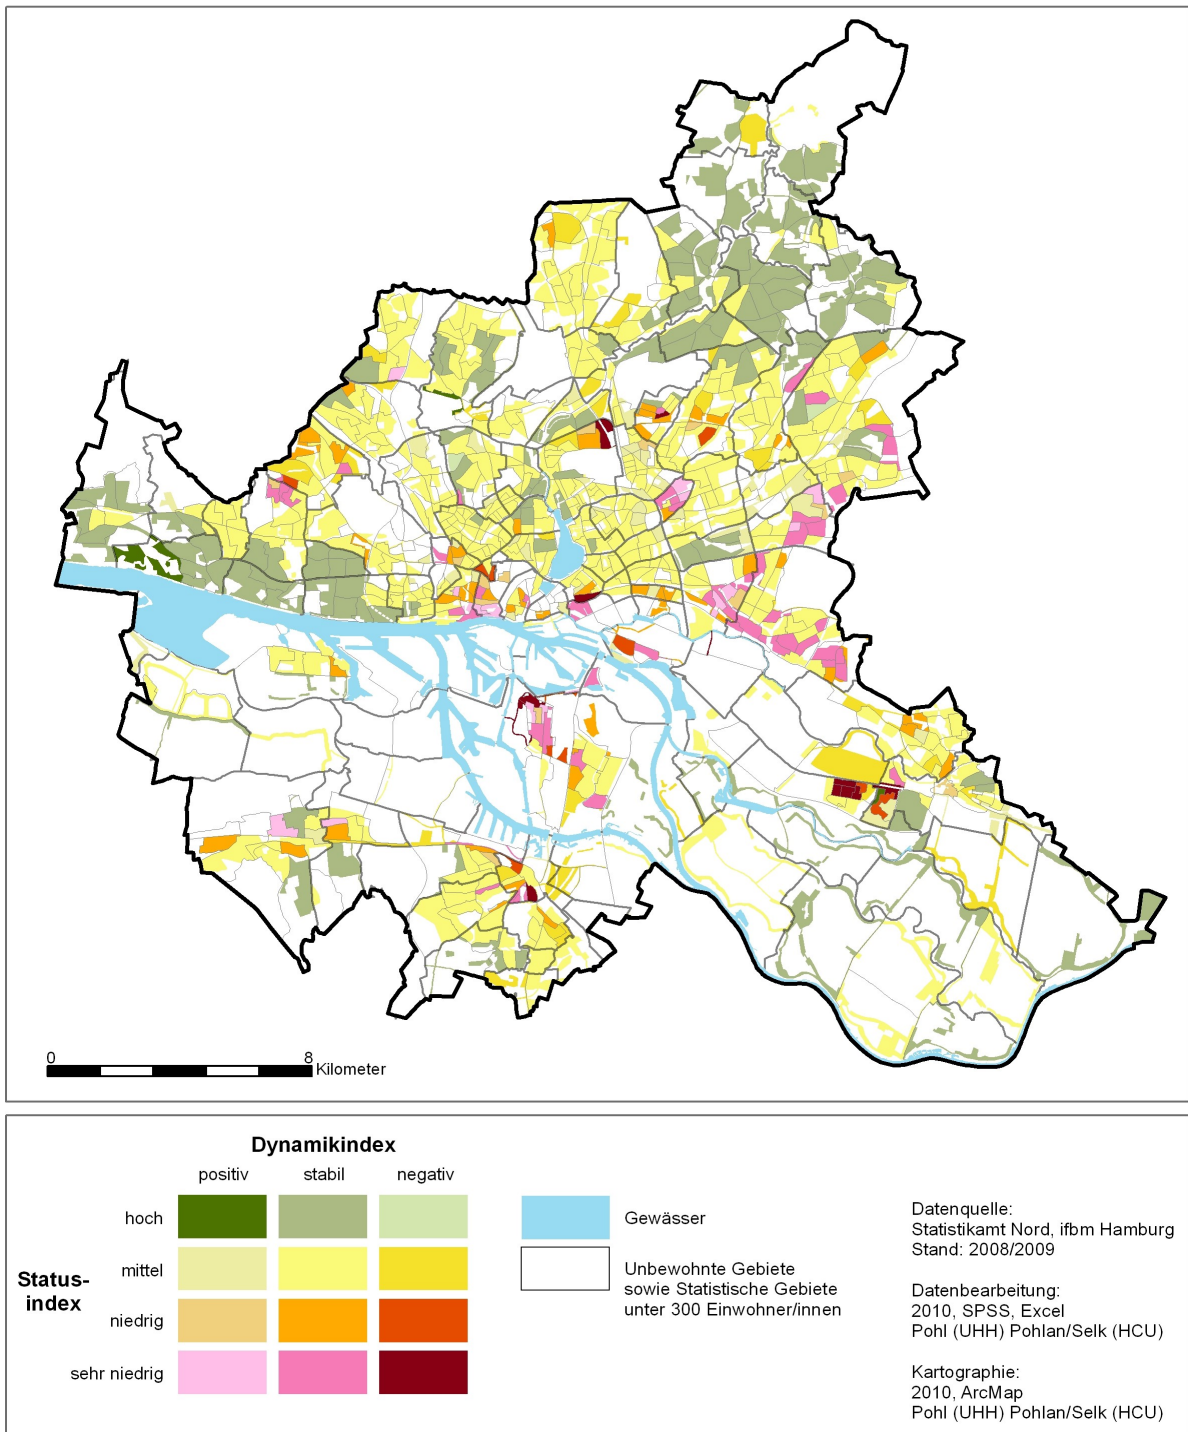 0 8
Kilometer
Dynamikindex
positiv stabil negativ
hoch
mittel
Status-
index
niedrig
sehr niedrig
Gewässer
Unbewohnte Gebiete
sowie Statistische Gebiete
unter 300 Einwohner/innen
Datenquelle:
Statistikamt Nord, ifbm Hamburg
Stand: 2008/2009
Datenbearbeitung:
2010, SPSS, Excel
Pohl (UHH) Pohlan/Selk (HCU)
Kartographie:
2010, ArcMap
Pohl (UHH) Pohlan/Selk (HCU)